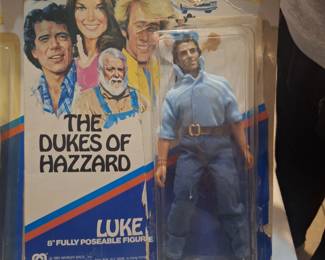 THE
DUKES OF
HAZZARD
LUKE
8" FULLY POSEABLE FIGURE